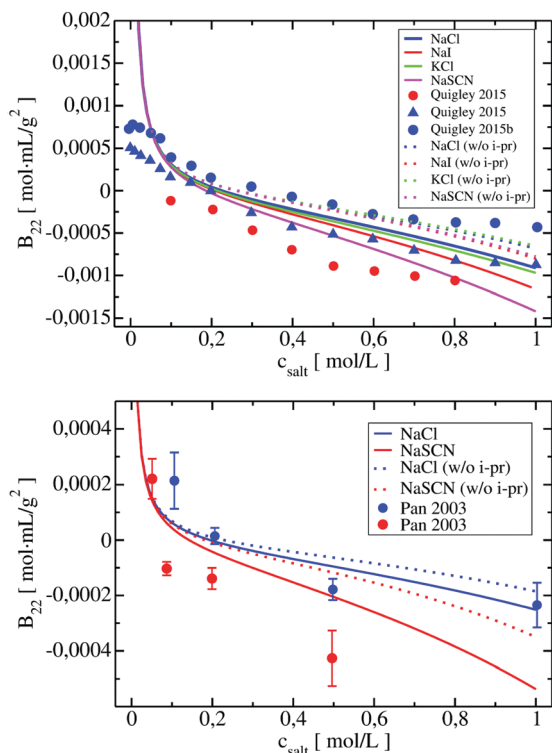 0,002
0,0015
0,001
0,0005
0
-0,0005
-0,001
-0,0015
B22 [ mol·mL/g2 ]
NaCl
NaI
KCl
NaSCN
Quigley 2015
Quigley 2015
Quigley 2015b
NaCl (w/o i-pr)
NaI (w/o i-pr)
KCl (w/o i-pr)
NaSCN (w/o i-pr)
0 0,2 0,4 0,6 0,8 1
csalt [ mol/L ]
0,0004
0,0002
0
-0,0002
-0,0004
B22 [ mol·mL/g2 ]
NaCl
NaSCN
NaCl (w/o i-pr)
NaSCN (w/o i-pr)
Pan 2003
Pan 2003
0 0,2 0,4 0,6 0,8 1
csalt [ mol/L ]